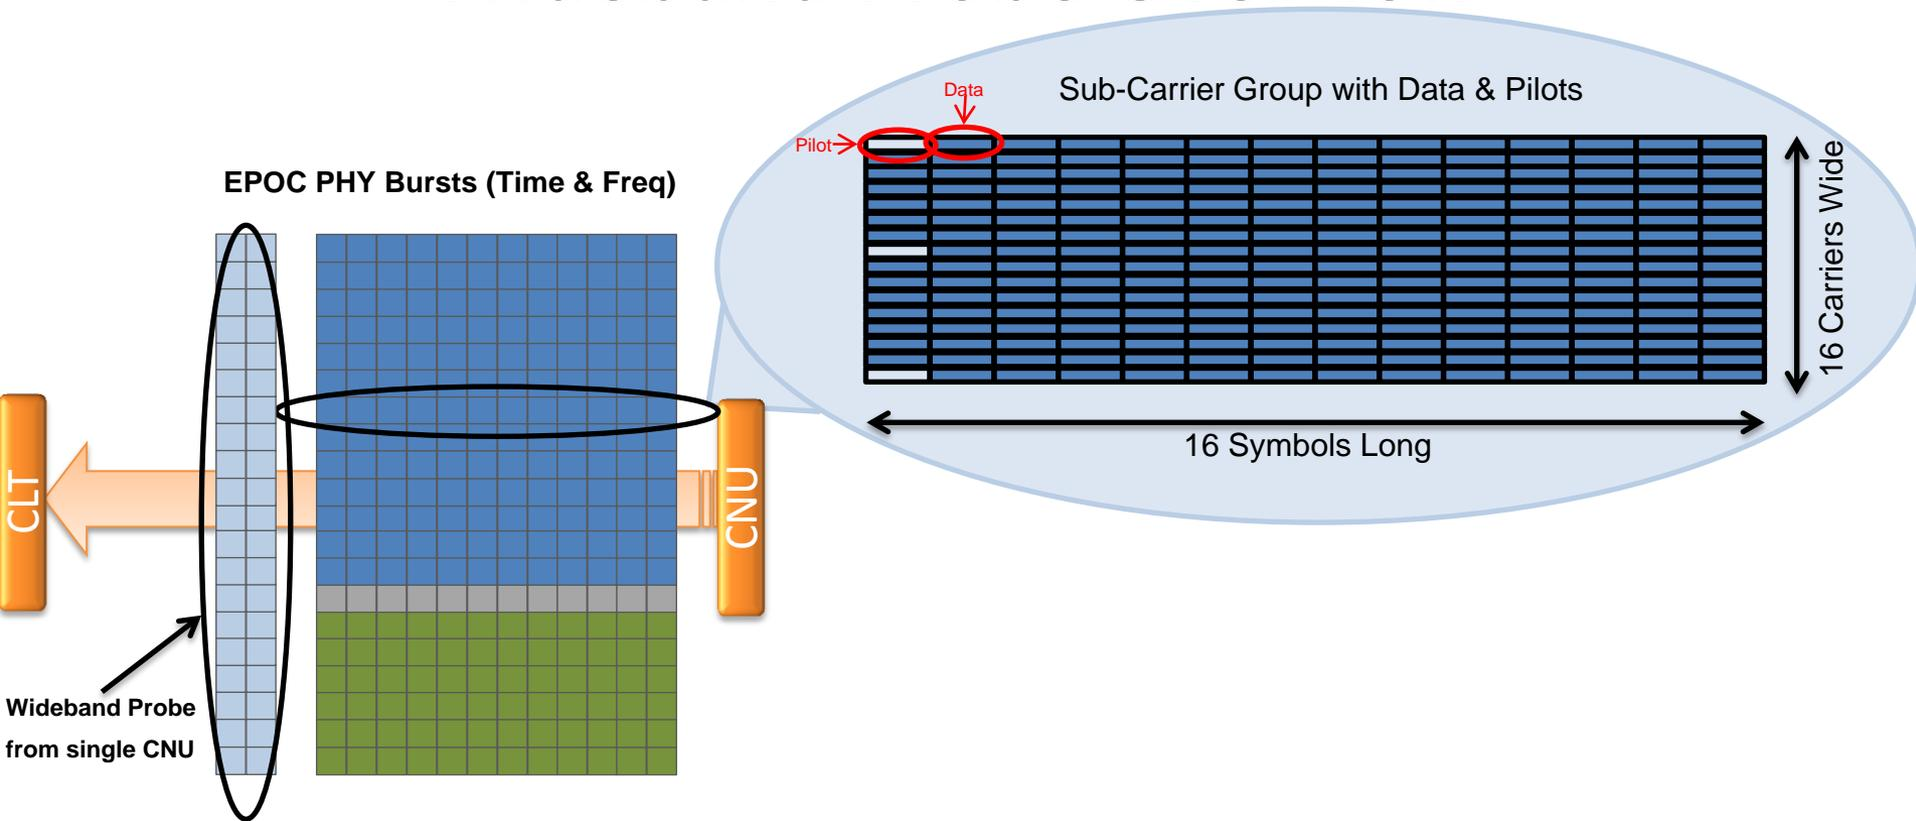 Sub-Carrier Group with Data & Pilots
Data
Pilot
EPOC PHY Bursts (Time & Freq)
16 Carriers Wide
16 Symbols Long
CLT
CNU
Wideband Probe
from single CNU